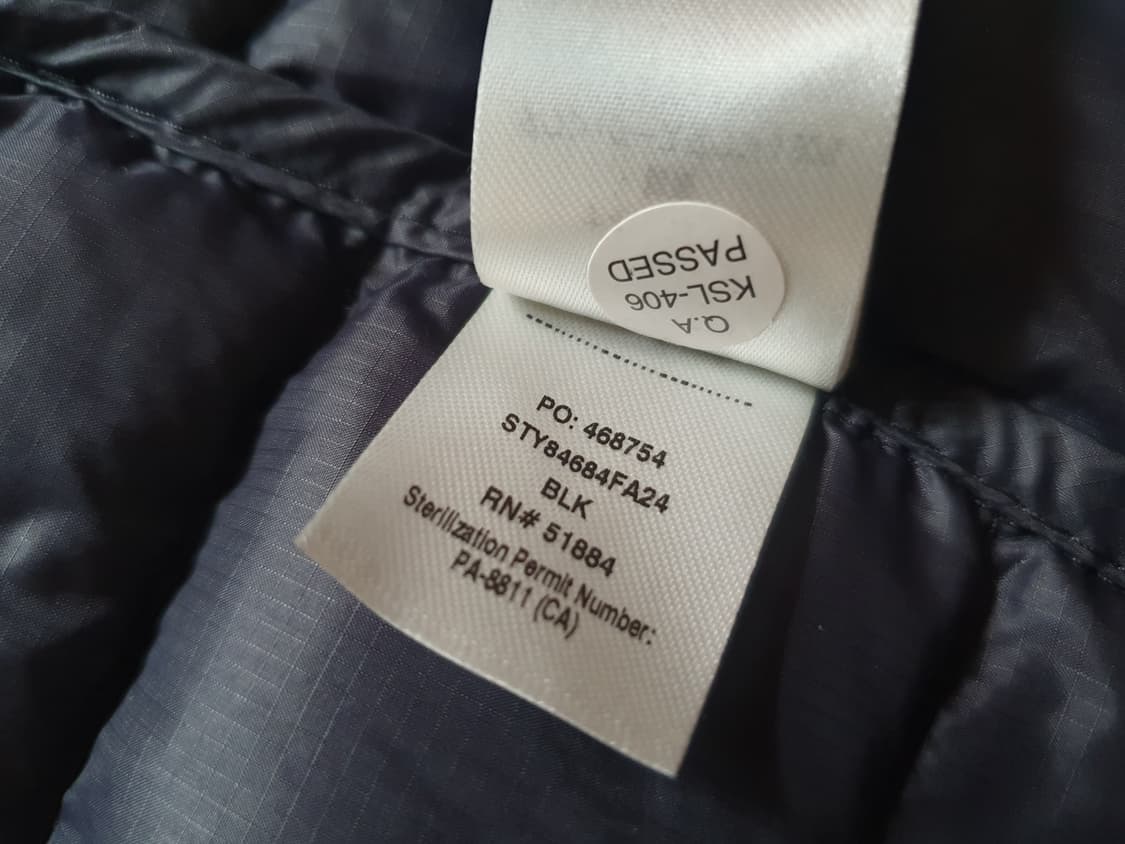 Q.A
KSL-406
PASSED
PO: 468754
STY84684FA24
BLK
RN# 51884
Sterilization Permit Number:
PA-8811 (CA)